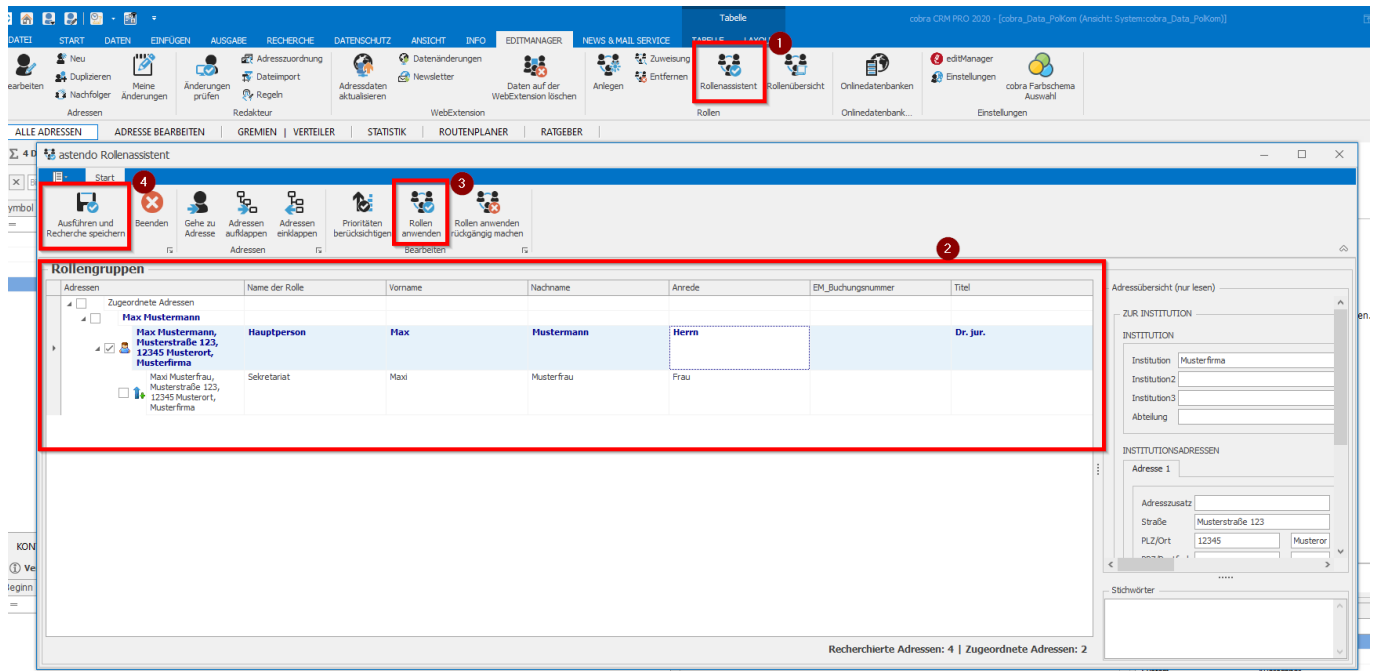 Tabelle
cobra CRM PRO 2020 - [cobra_Data_PolKom (Ansicht: System:cobra_Data_PolKom)]
DATEI START DATEN EINFÜGEN AUSGABE RECHERCHE DATENSCHUTZ ANSICHT INFO EDITMANAGER NEWS & MAIL SERVICE TABELLE
1
Neu
Duplizieren
Nachfolger
Meine
Änderungen
Adressen
Änderungen
prüfen
Adresszuordnung
Dateiimport
Regeln
Redakteur
Adressdaten
aktualisieren
Datenänderungen
Newsletter
Daten auf der
WebExtension löschen
WebExtension
Anlegen
Zuweisung
Entfernen
Rollenassistent
Rollenübersicht
Rollen
Onlinedatenbanken
Onlinedatenbank...
editManager
Einstellungen
cobra Farbschema
Auswahl
Einstellungen
ALLE ADRESSEN ADRESSE BEARBEITEN GREMIEN | VERTEILER STATISTIK ROUTENPLANER RATGEBER
Σ 4 D
astendo Rollenassistent
Start
4
3
Ausführen und
Recherche speichern
Beenden
Gehe zu
Adresse
Adressen
aufklappen
Adressen
einklappen
Adressen
Prioritäten
berücksichtigen
Rollen
anwenden
Rollen anwenden
rückgängig machen
Bearbeiten
2
Rollengruppen
Adressen Name der Rolle Vorname Nachname Anrede EM_Buchungsnummer Titel
Zugeordnete Adressen
Max Mustermann
Max Mustermann, Hauptperson Max Mustermann Herrn Dr. jur.
Musterstraße 123,
12345 Musterort,
Musterfirma
Maxi Musterfrau, Sekretariat Maxi Musterfrau Frau
Musterstraße 123,
12345 Musterort,
Musterfirma
Adressübersicht (nur lesen)
ZUR INSTITUTION
INSTITUTION
Institution Musterfirma
Institution2
Institution3
Abteilung
INSTITUTIONSADRESSEN
Adresse 1
Adresszusatz
Straße Musterstraße 123
PLZ/Ort 12345 Musteror
Stichwörter
Recherchierte Adressen: 4 | Zugeordnete Adressen: 2